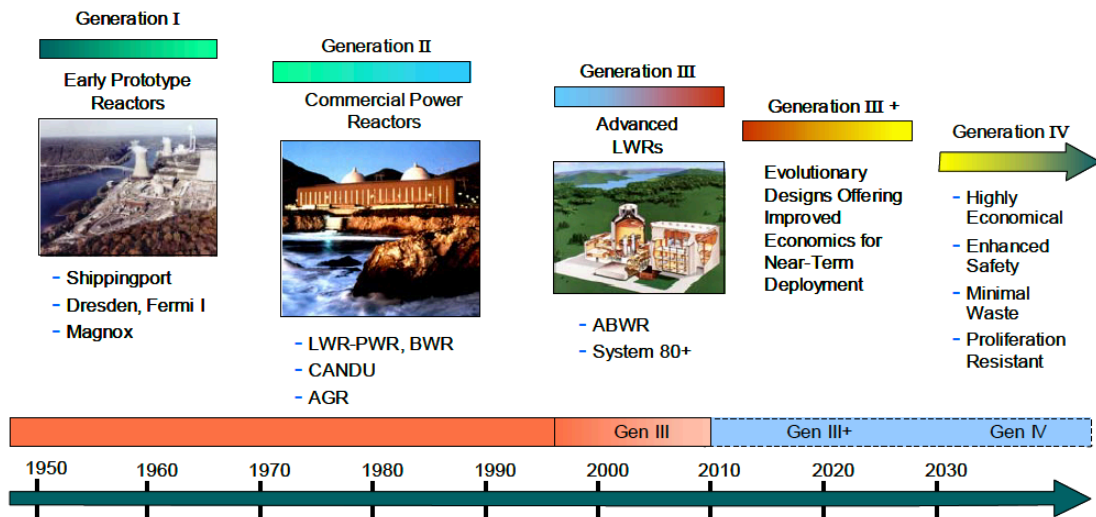 Generation I
Early Prototype
Reactors
- Shippingport
- Dresden, Fermi I
- Magnox
Generation II
Commercial Power
Reactors
- LWR-PWR, BWR
- CANDU
- AGR
Generation III
Advanced
LWRs
- ABWR
- System 80+
Generation III +
Evolutionary
Designs Offering
Improved
Economics for
Near-Term
Deployment
Generation IV
- Highly
Economical
- Enhanced
Safety
- Minimal
Waste
- Proliferation
Resistant
Gen III
Gen III+
Gen IV
1950
1960
1970
1980
1990
2000
2010
2020
2030